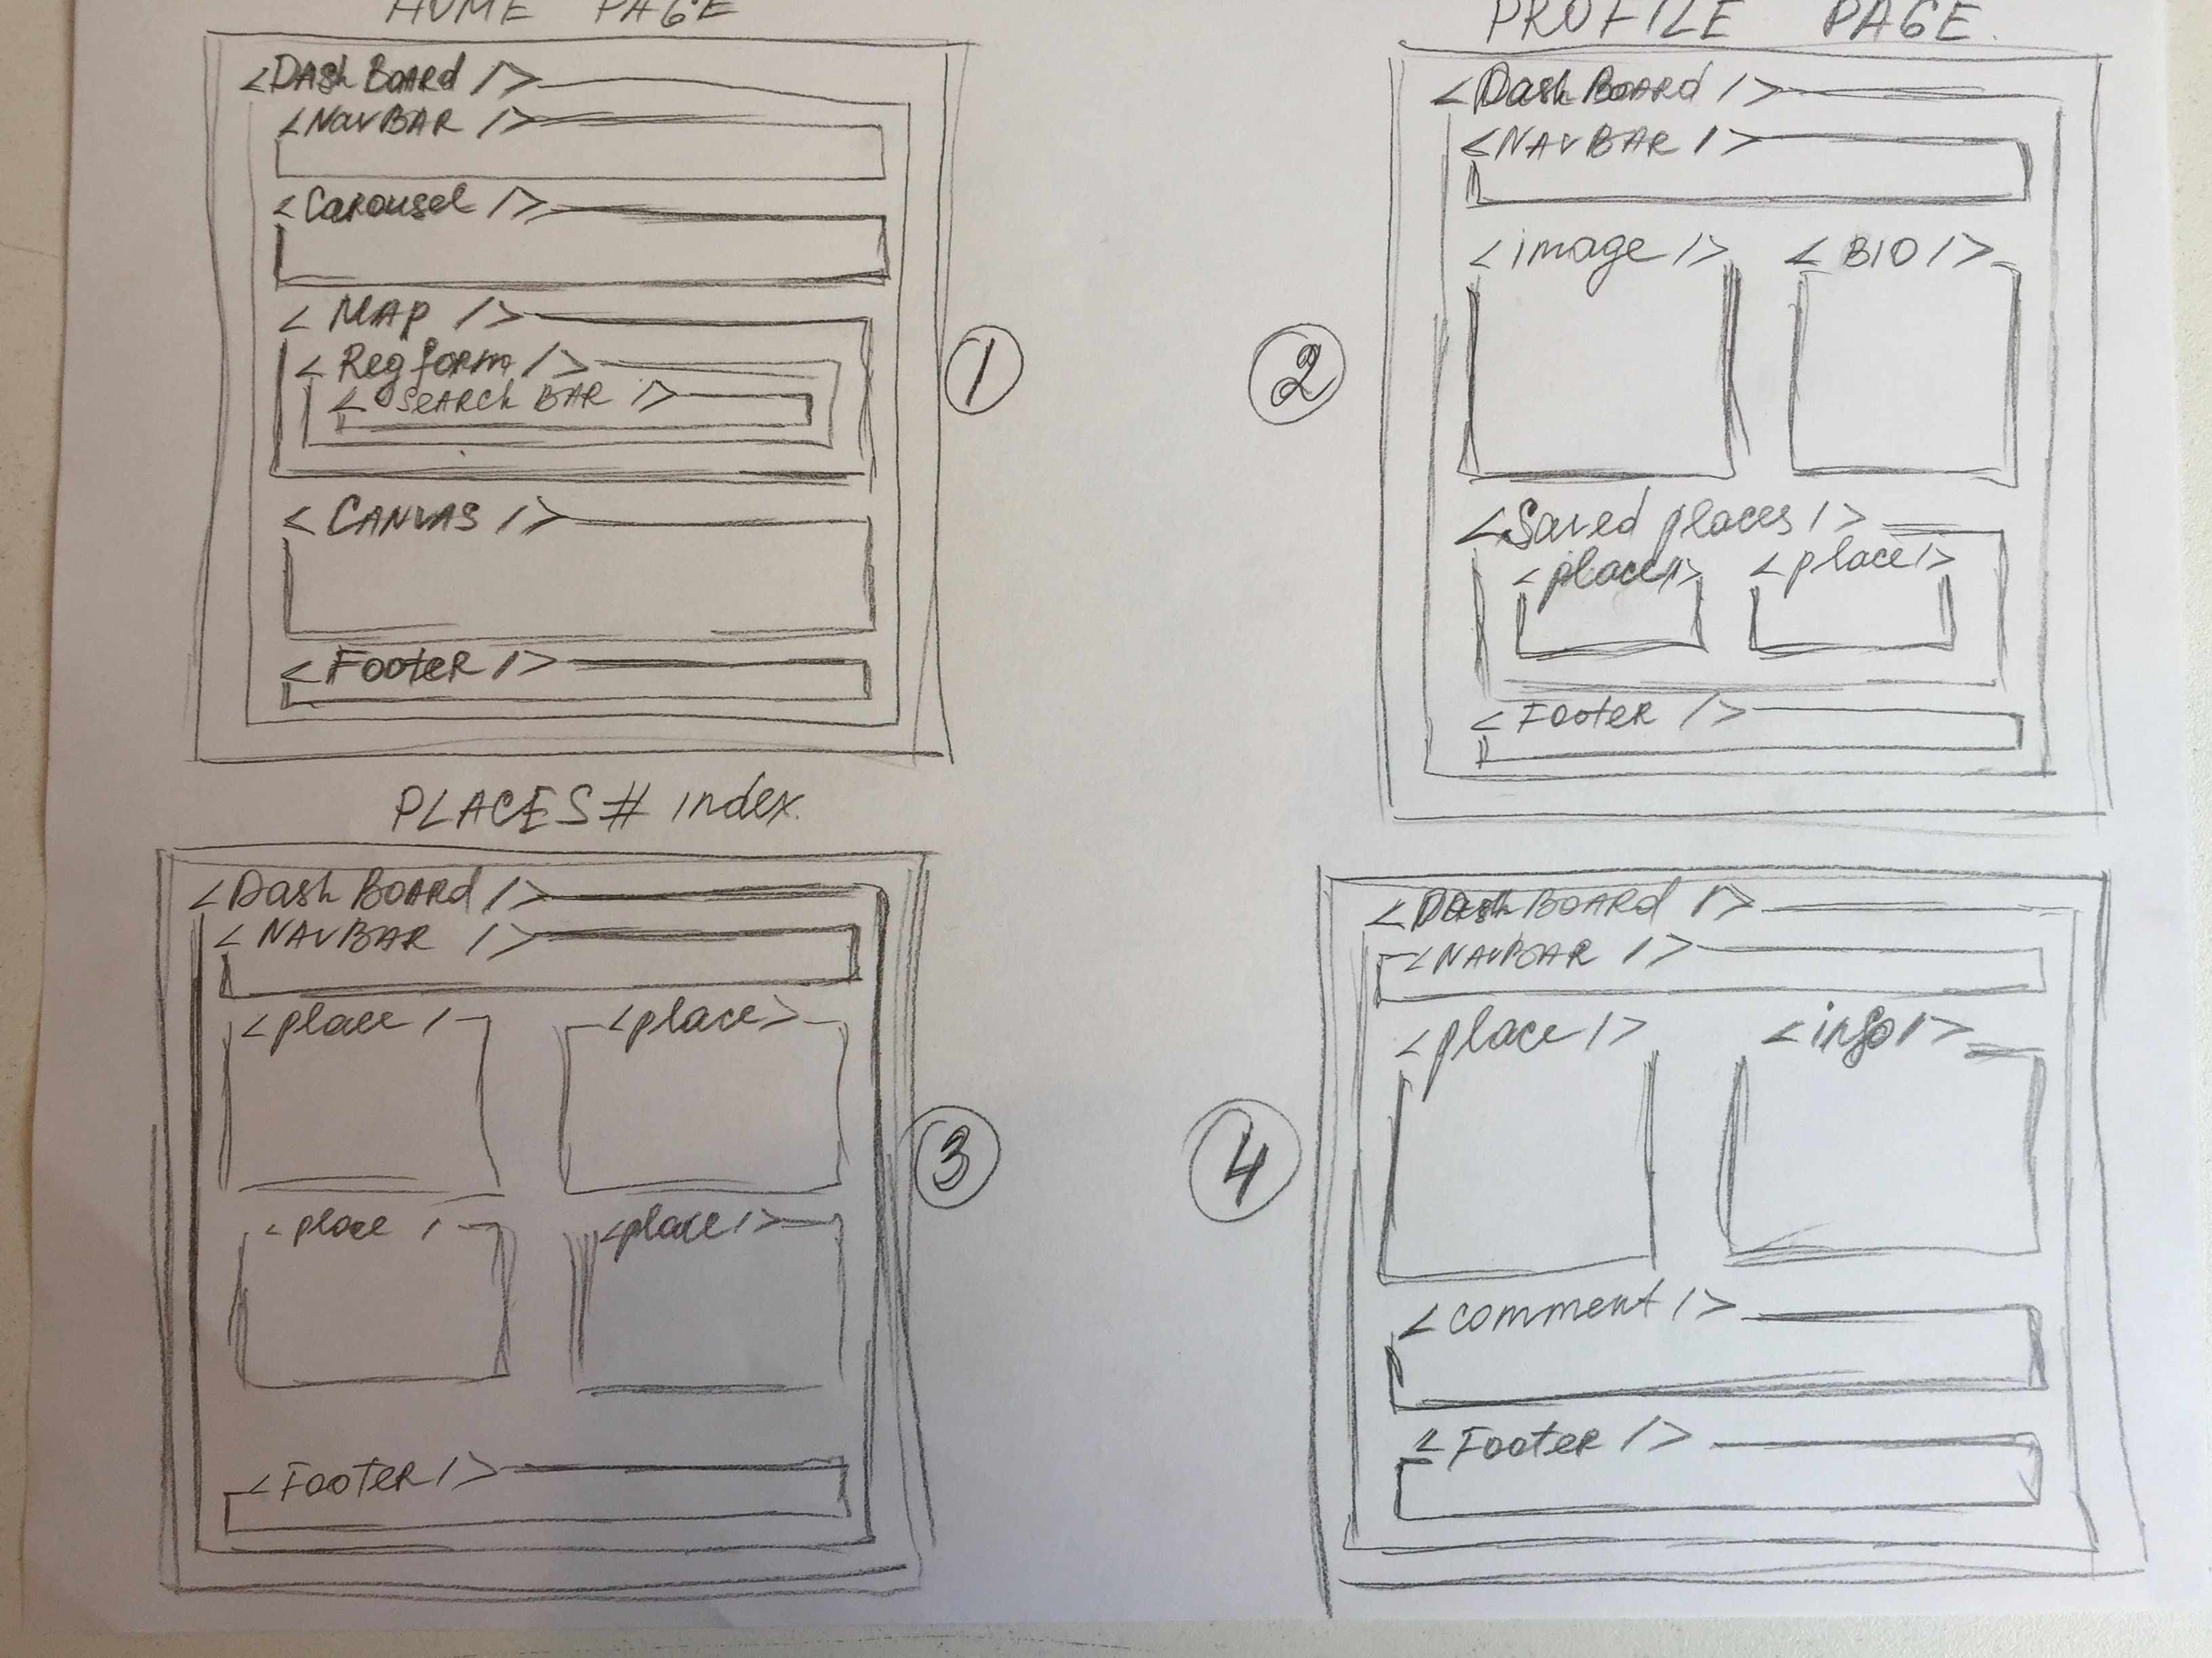 HOME PAGE
<DashBoard />
<NavBAR />
<Carousel />
<MAP />
<Regform />
<SeARCh BAR />
<CANVAS />
<FooteR />
1
PROFILE PAGE.
<DashBoard />
<NAVBAR />
<image /> <BIO />
<Saved places />
<place /> <place />
<FooteR />
2
PLACES# index.
<DashBOARD />
<NAVBAR />
<place / <place>
<place / <place />
<FooteR />
3
<DashBOARd />
<NAVBAR />
<place /> <info />
<comment />
<FooteR />
4